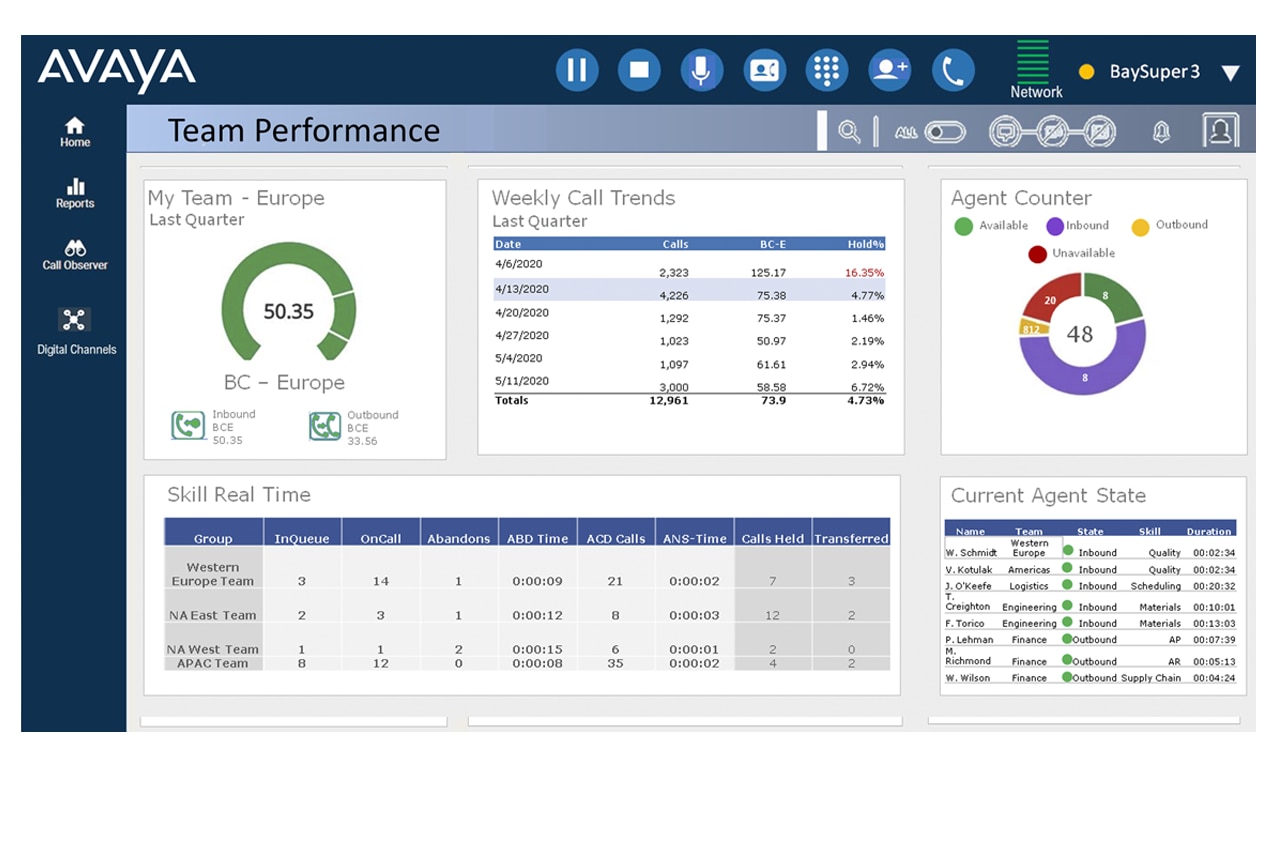 AVAYA
Network
BaySuper3
Home
Reports
Call Observer
Digital Channels
Team Performance
ALL
My Team - Europe
Last Quarter
50.35
BC – Europe
Inbound
BCE
50.35
Outbound
BCE
33.56
Weekly Call Trends
Last Quarter
Date Calls BC-E Hold%
4/6/2020 2,323 125.17 16.35%
4/13/2020 4,226 75.38 4.77%
4/20/2020 1,292 75.37 1.46%
4/27/2020 1,023 50.97 2.19%
5/4/2020 1,097 61.61 2.94%
5/11/2020 3,000 58.58 6.72%
Totals 12,961 73.9 4.73%
Agent Counter
Available Inbound Outbound
Unavailable
20 8
812 48
8
Skill Real Time
Group InQueue OnCall Abandons ABD Time ACD Calls ANS-Time Calls Held Transferred
Western
Europe Team 3 14 1 0:00:09 21 0:00:02 7 3
NA East Team 2 3 1 0:00:12 8 0:00:03 12 2
NA West Team 1 1 2 0:00:15 6 0:00:01 2 0
APAC Team 8 12 0 0:00:08 35 0:00:02 4 2
Current Agent State
Name Team State Skill Duration
Western
W. Schmidt Europe Inbound Quality 00:02:34
V. Kotulak Americas Inbound Quality 00:02:34
J. O'Keefe Logistics Inbound Scheduling 00:20:32
T.
Creighton Engineering Inbound Materials 00:10:01
F. Torico Engineering Inbound Materials 00:13:03
P. Lehman Finance Outbound AP 00:07:39
M.
Richmond Finance Outbound AR 00:05:13
W. Wilson Finance Outbound Supply Chain 00:04:24